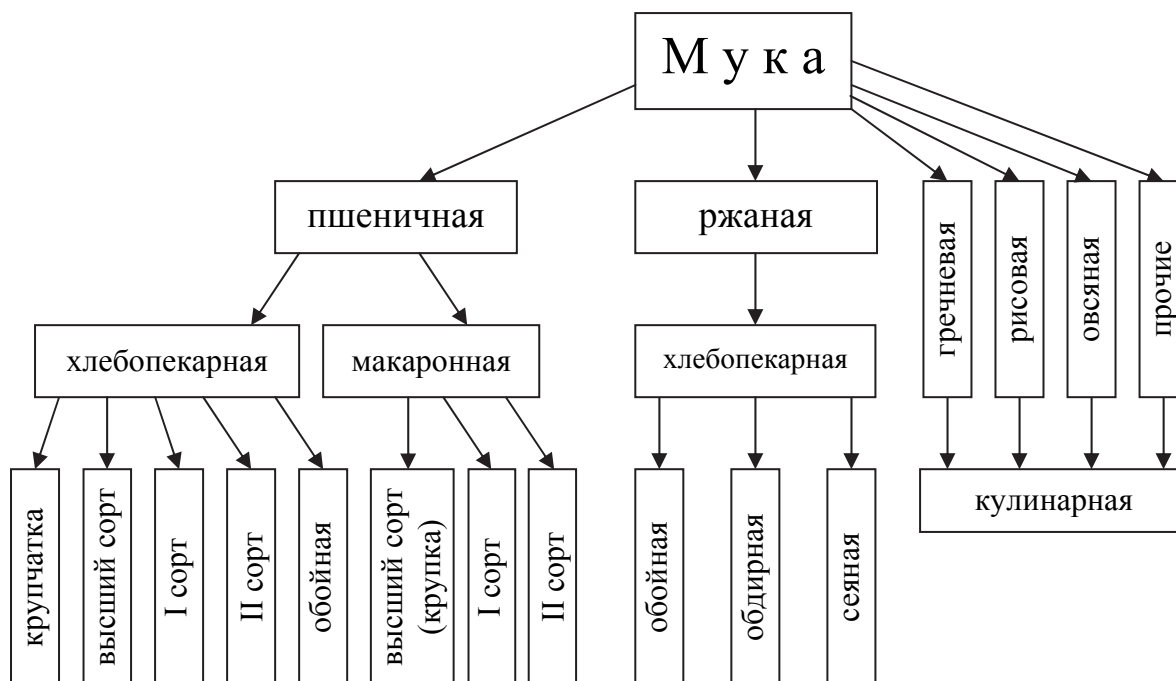 М у к а
пшеничная
ржаная
гречневая
рисовая
овсяная
прочие
хлебопекарная
макаронная
хлебопекарная
крупчатка
высший сорт
I сорт
II сорт
обойная
высший сорт
(крупка)
I сорт
II сорт
обойная
обдирная
сеяная
кулинарная